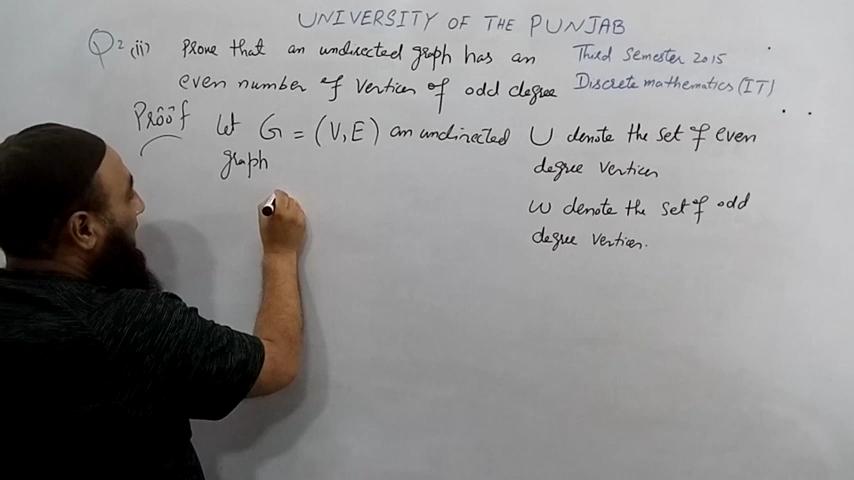 UNIVERSITY OF THE PUNJAB
Q2 (ii) Prove that an undirected graph has an
even number of vertices of odd degree
Third Semester 2015
Discrete mathematics (IT)
Proof Let G = (V, E) an undirected
graph
U denote the set of even
degree vertices
W denote the set of odd
degree vertices.